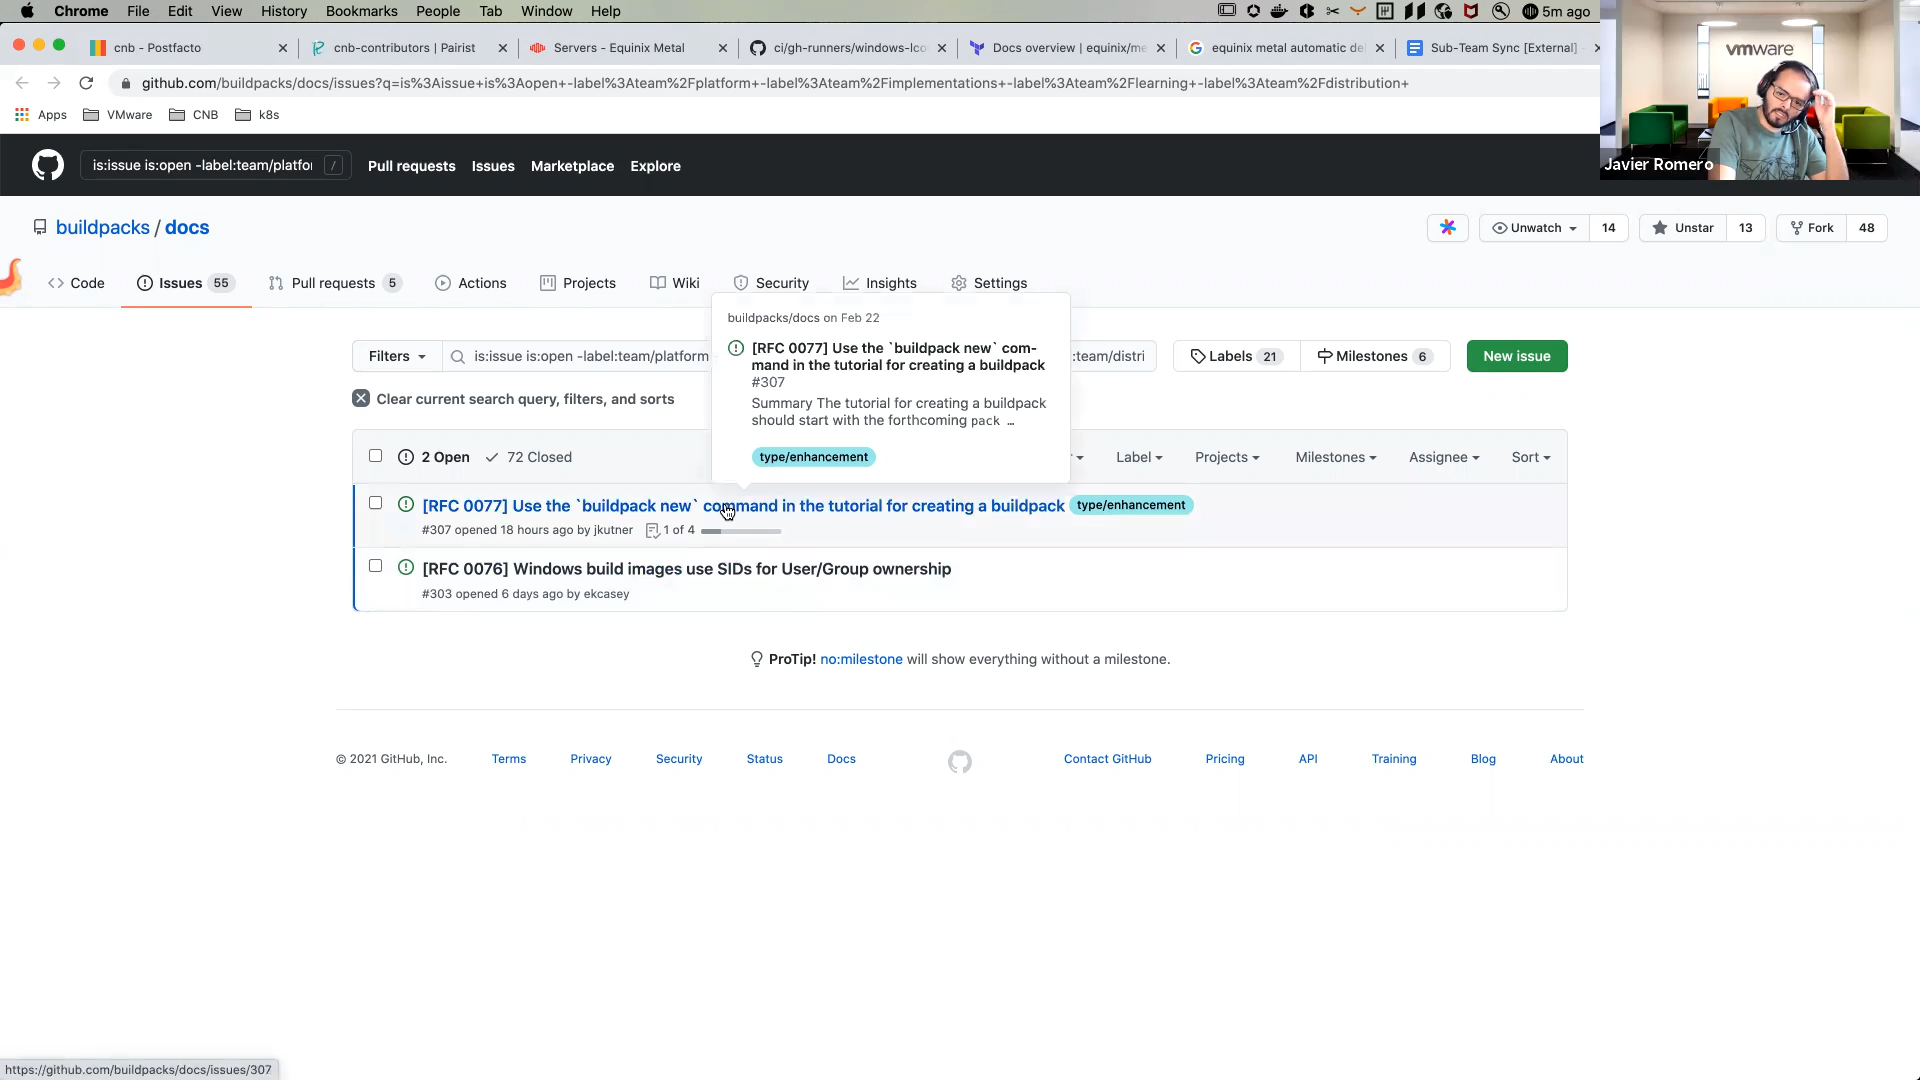 Chrome File Edit View History Bookmarks People Tab Window Help
5m ago
cnb - Postfacto
cnb-contributors | Pairist
Servers - Equinix Metal
ci/gh-runners/windows-lco
Docs overview | equinix/me
equinix metal automatic de
Sub-Team Sync [External]
github.com/buildpacks/docs/issues?q=is%3Aissue+is%3Aopen+-label%3Ateam%2Fplatform+-label%3Ateam%2Fimplementations+-label%3Ateam%2Flearning+-label%3Ateam%2Fdistribution+
Apps VMware CNB k8s
vmware
Javier Romero
is:issue is:open -label:team/platfor /
Pull requests Issues Marketplace Explore
buildpacks / docs
Unwatch 14
Unstar 13
Fork 48
Code
Issues 55
Pull requests 5
Actions
Projects
Wiki
Security
Insights
Settings
buildpacks/docs on Feb 22
[RFC 0077] Use the `buildpack new` com-
mand in the tutorial for creating a buildpack
#307
Summary The tutorial for creating a buildpack
should start with the forthcoming pack …
type/enhancement
Filters
is:issue is:open -label:team/platform
:team/distri
Labels 21
Milestones 6
New issue
Clear current search query, filters, and sorts
2 Open 72 Closed
Label Projects Milestones Assignee Sort
[RFC 0077] Use the `buildpack new` command in the tutorial for creating a buildpack type/enhancement
#307 opened 18 hours ago by jkutner 1 of 4
[RFC 0076] Windows build images use SIDs for User/Group ownership
#303 opened 6 days ago by ekcasey
ProTip! no:milestone will show everything without a milestone.
© 2021 GitHub, Inc. Terms Privacy Security Status Docs Contact GitHub Pricing API Training Blog About
https://github.com/buildpacks/docs/issues/307